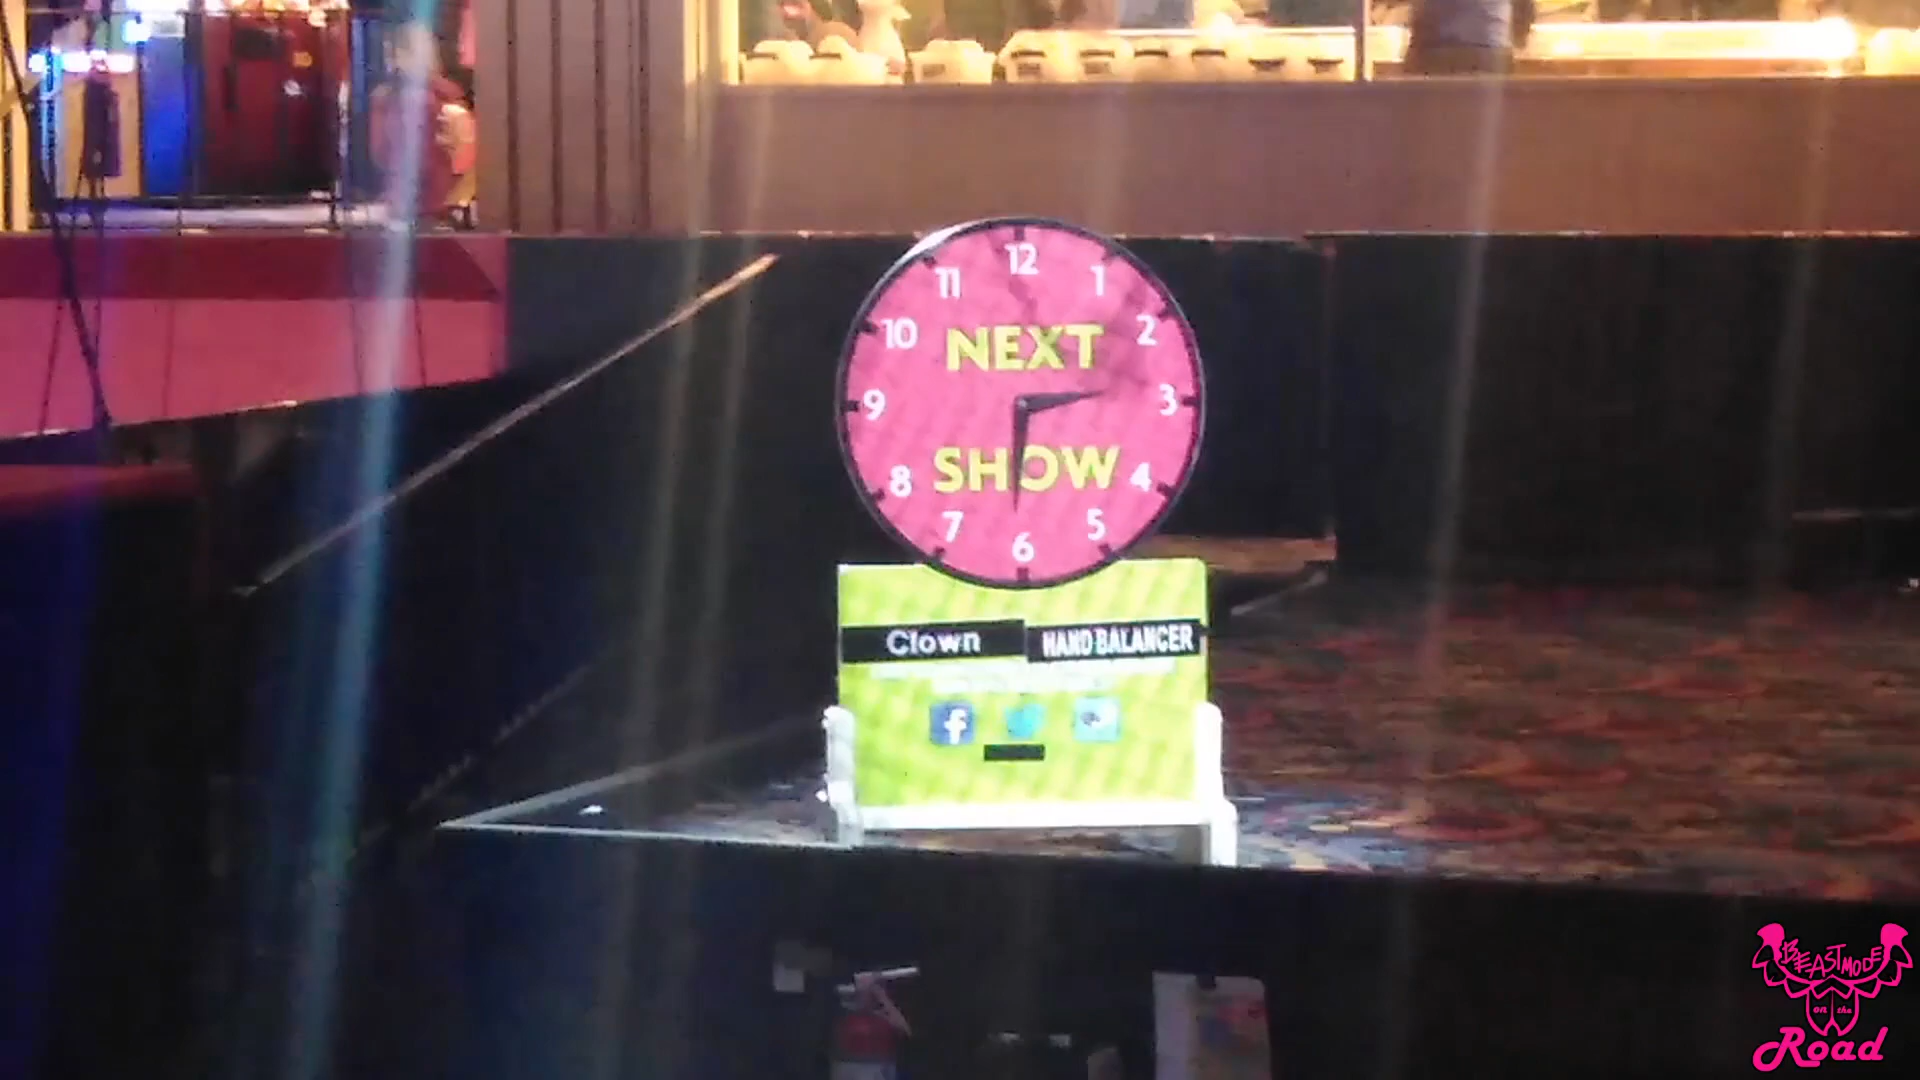 12
11 1
10 2
NEXT
9 3
SHOW
8 4
7 5
6
Clown HAND BALANCER
f
BEASTMODE
on the
Road